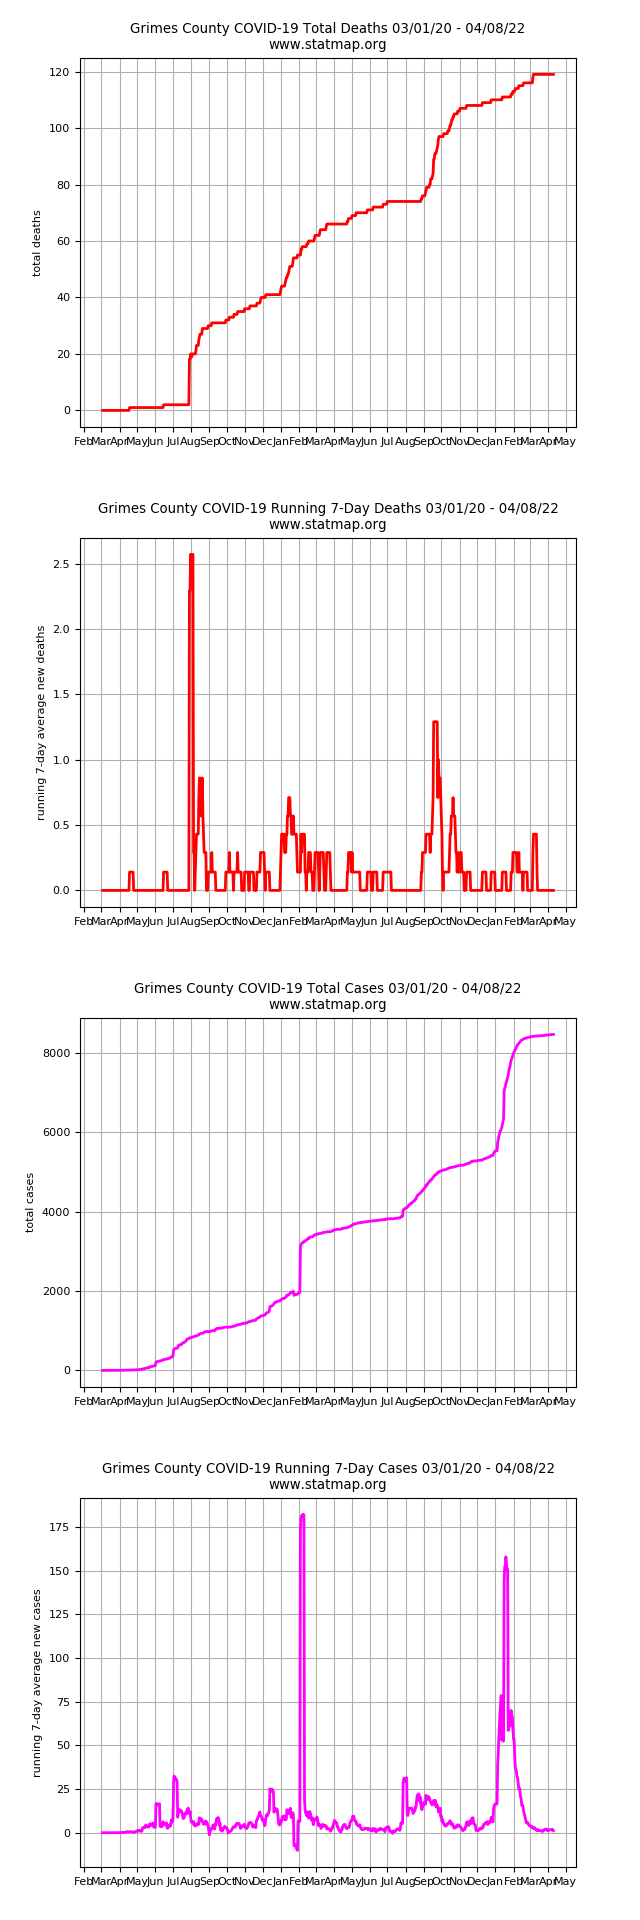 Grimes County COVID-19 Total Deaths 03/01/20 - 04/08/22
www.statmap.org
120
100
80
60
40
20
0
total deaths
Feb Mar Apr May Jun Jul Aug Sep Oct Nov Dec Jan Feb Mar Apr May Jun Jul Aug Sep Oct Nov Dec Jan Feb Mar Apr May
Grimes County COVID-19 Running 7-Day Deaths 03/01/20 - 04/08/22
www.statmap.org
2.5
2.0
1.5
1.0
0.5
0.0
running 7-day average new deaths
Feb Mar Apr May Jun Jul Aug Sep Oct Nov Dec Jan Feb Mar Apr May Jun Jul Aug Sep Oct Nov Dec Jan Feb Mar Apr May
Grimes County COVID-19 Total Cases 03/01/20 - 04/08/22
www.statmap.org
8000
6000
4000
2000
0
total cases
Feb Mar Apr May Jun Jul Aug Sep Oct Nov Dec Jan Feb Mar Apr May Jun Jul Aug Sep Oct Nov Dec Jan Feb Mar Apr May
Grimes County COVID-19 Running 7-Day Cases 03/01/20 - 04/08/22
www.statmap.org
175
150
125
100
75
50
25
0
running 7-day average new cases
Feb Mar Apr May Jun Jul Aug Sep Oct Nov Dec Jan Feb Mar Apr May Jun Jul Aug Sep Oct Nov Dec Jan Feb Mar Apr May